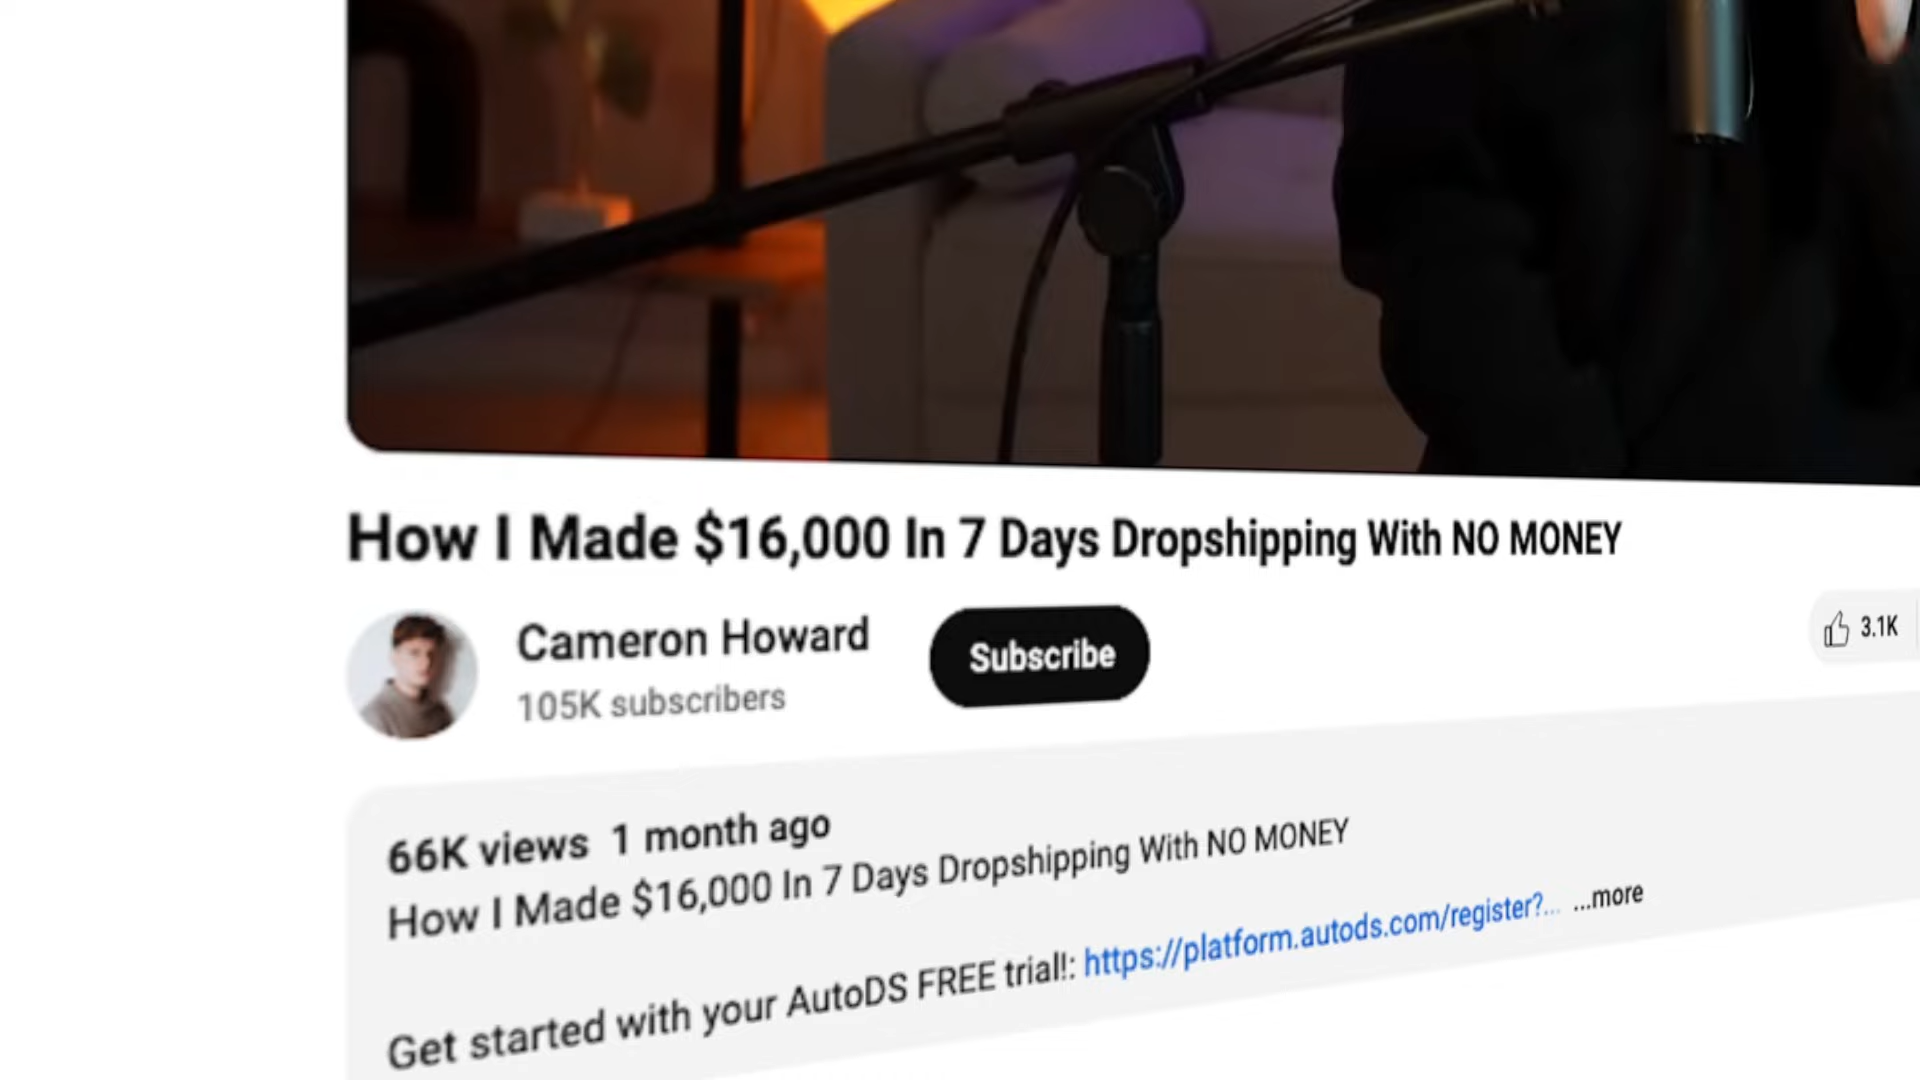 How I Made $16,000 In 7 Days Dropshipping With NO MONEY
Cameron Howard
Subscribe
105K subscribers
3.1K
66K views 1 month ago
How I Made $16,000 In 7 Days Dropshipping With NO MONEY
Get started with your AutoDS FREE trial!: https://platform.autods.com/register?... ...more